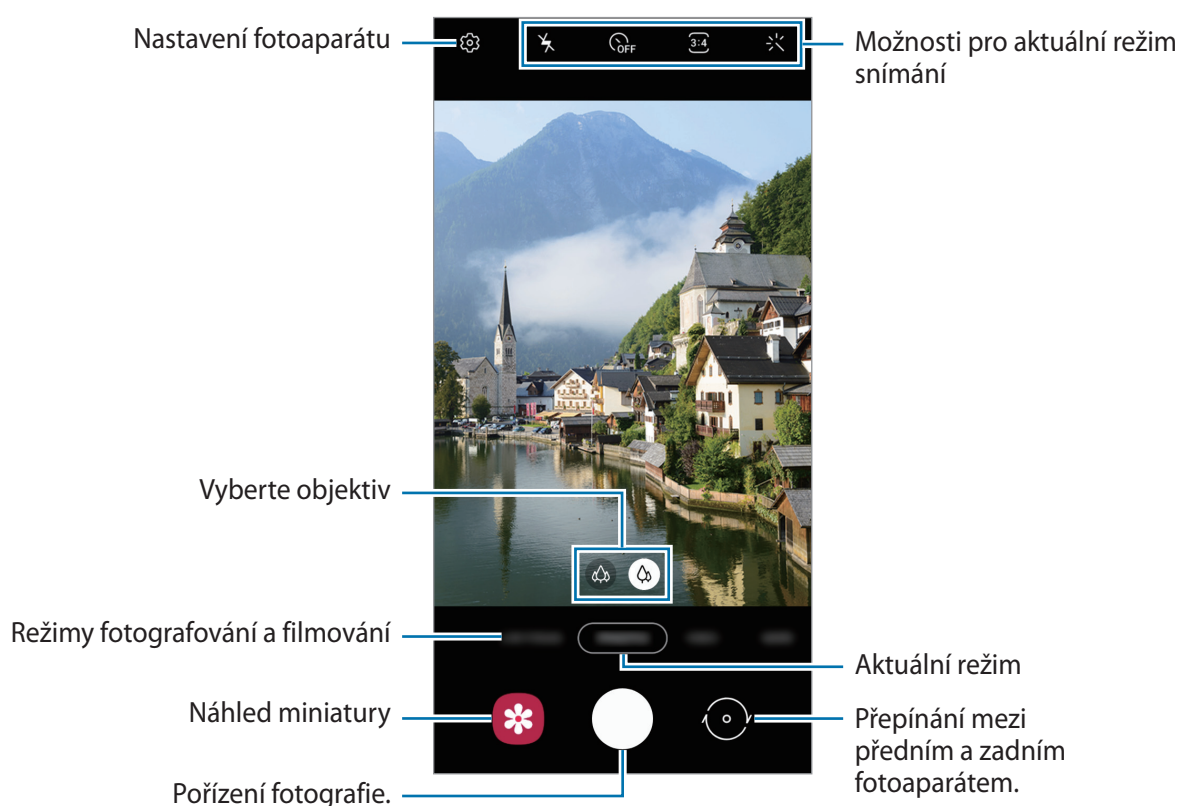 Nastavení fotoaparátu
OFF
3:4
Možnosti pro aktuální režim
snímání
Vyberte objektiv
Režimy fotografování a filmování
Aktuální režim
Náhled miniatury
Přepínání mezi
předním a zadním
fotoaparátem.
Pořízení fotografie.